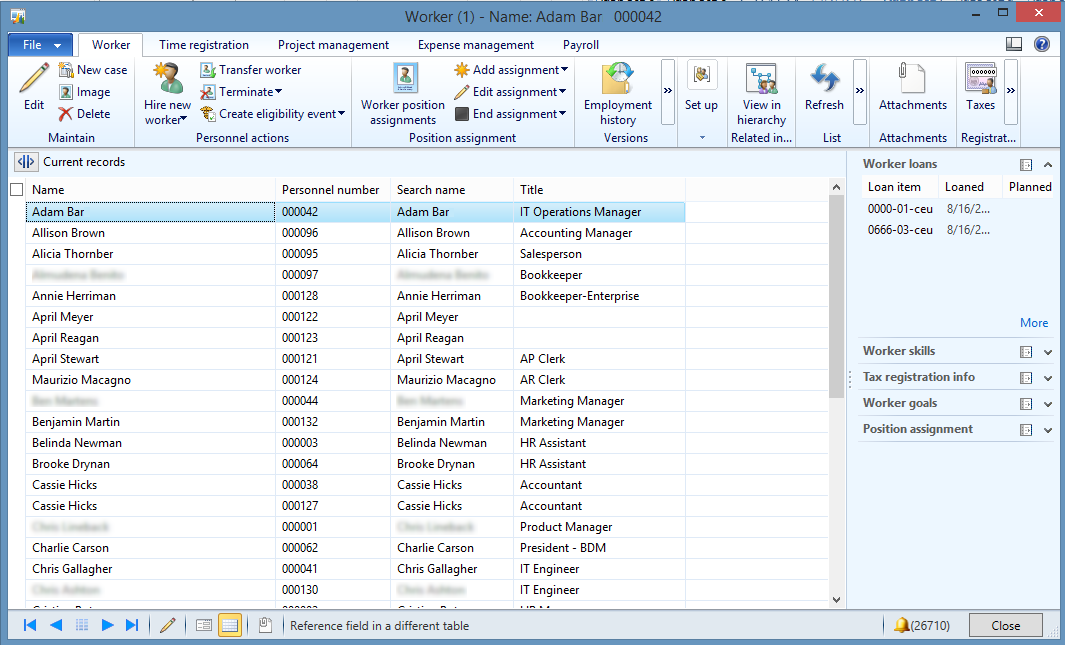 Worker (1) - Name: Adam Bar 000042
File Worker Time registration Project management Expense management Payroll
Edit
New case
Image
Delete
Maintain
Hire new worker
Transfer worker
Terminate
Create eligibility event
Personnel actions
Worker position assignments
Add assignment
Edit assignment
End assignment
Position assignment
Employment history
»
Versions
Set up
View in hierarchy
Related in...
Refresh
»
List
Attachments
Attachments
Taxes
»
Registrat...
Current records
Name Personnel number Search name Title
Adam Bar 000042 Adam Bar IT Operations Manager
Allison Brown 000096 Allison Brown Accounting Manager
Alicia Thornber 000095 Alicia Thornber Salesperson
000097 Bookkeeper
Annie Herriman 000128 Annie Herriman Bookkeeper-Enterprise
April Meyer 000122 April Meyer
April Reagan 000123 April Reagan
April Stewart 000121 April Stewart AP Clerk
Maurizio Macagno 000124 Maurizio Macagno AR Clerk
000044 Marketing Manager
Benjamin Martin 000132 Benjamin Martin Marketing Manager
Belinda Newman 000003 Belinda Newman HR Assistant
Brooke Drynan 000064 Brooke Drynan HR Assistant
Cassie Hicks 000038 Cassie Hicks Accountant
Cassie Hicks 000127 Cassie Hicks Accountant
000001 Product Manager
Charlie Carson 000062 Charlie Carson President - BDM
Chris Gallagher 000041 Chris Gallagher IT Engineer
000130 IT Engineer
Worker loans
Loan item Loaned Planned
0000-01-ceu 8/16/2...
0666-03-ceu 8/16/2...
More
Worker skills
Tax registration info
Worker goals
Position assignment
Reference field in a different table
(26710)
Close